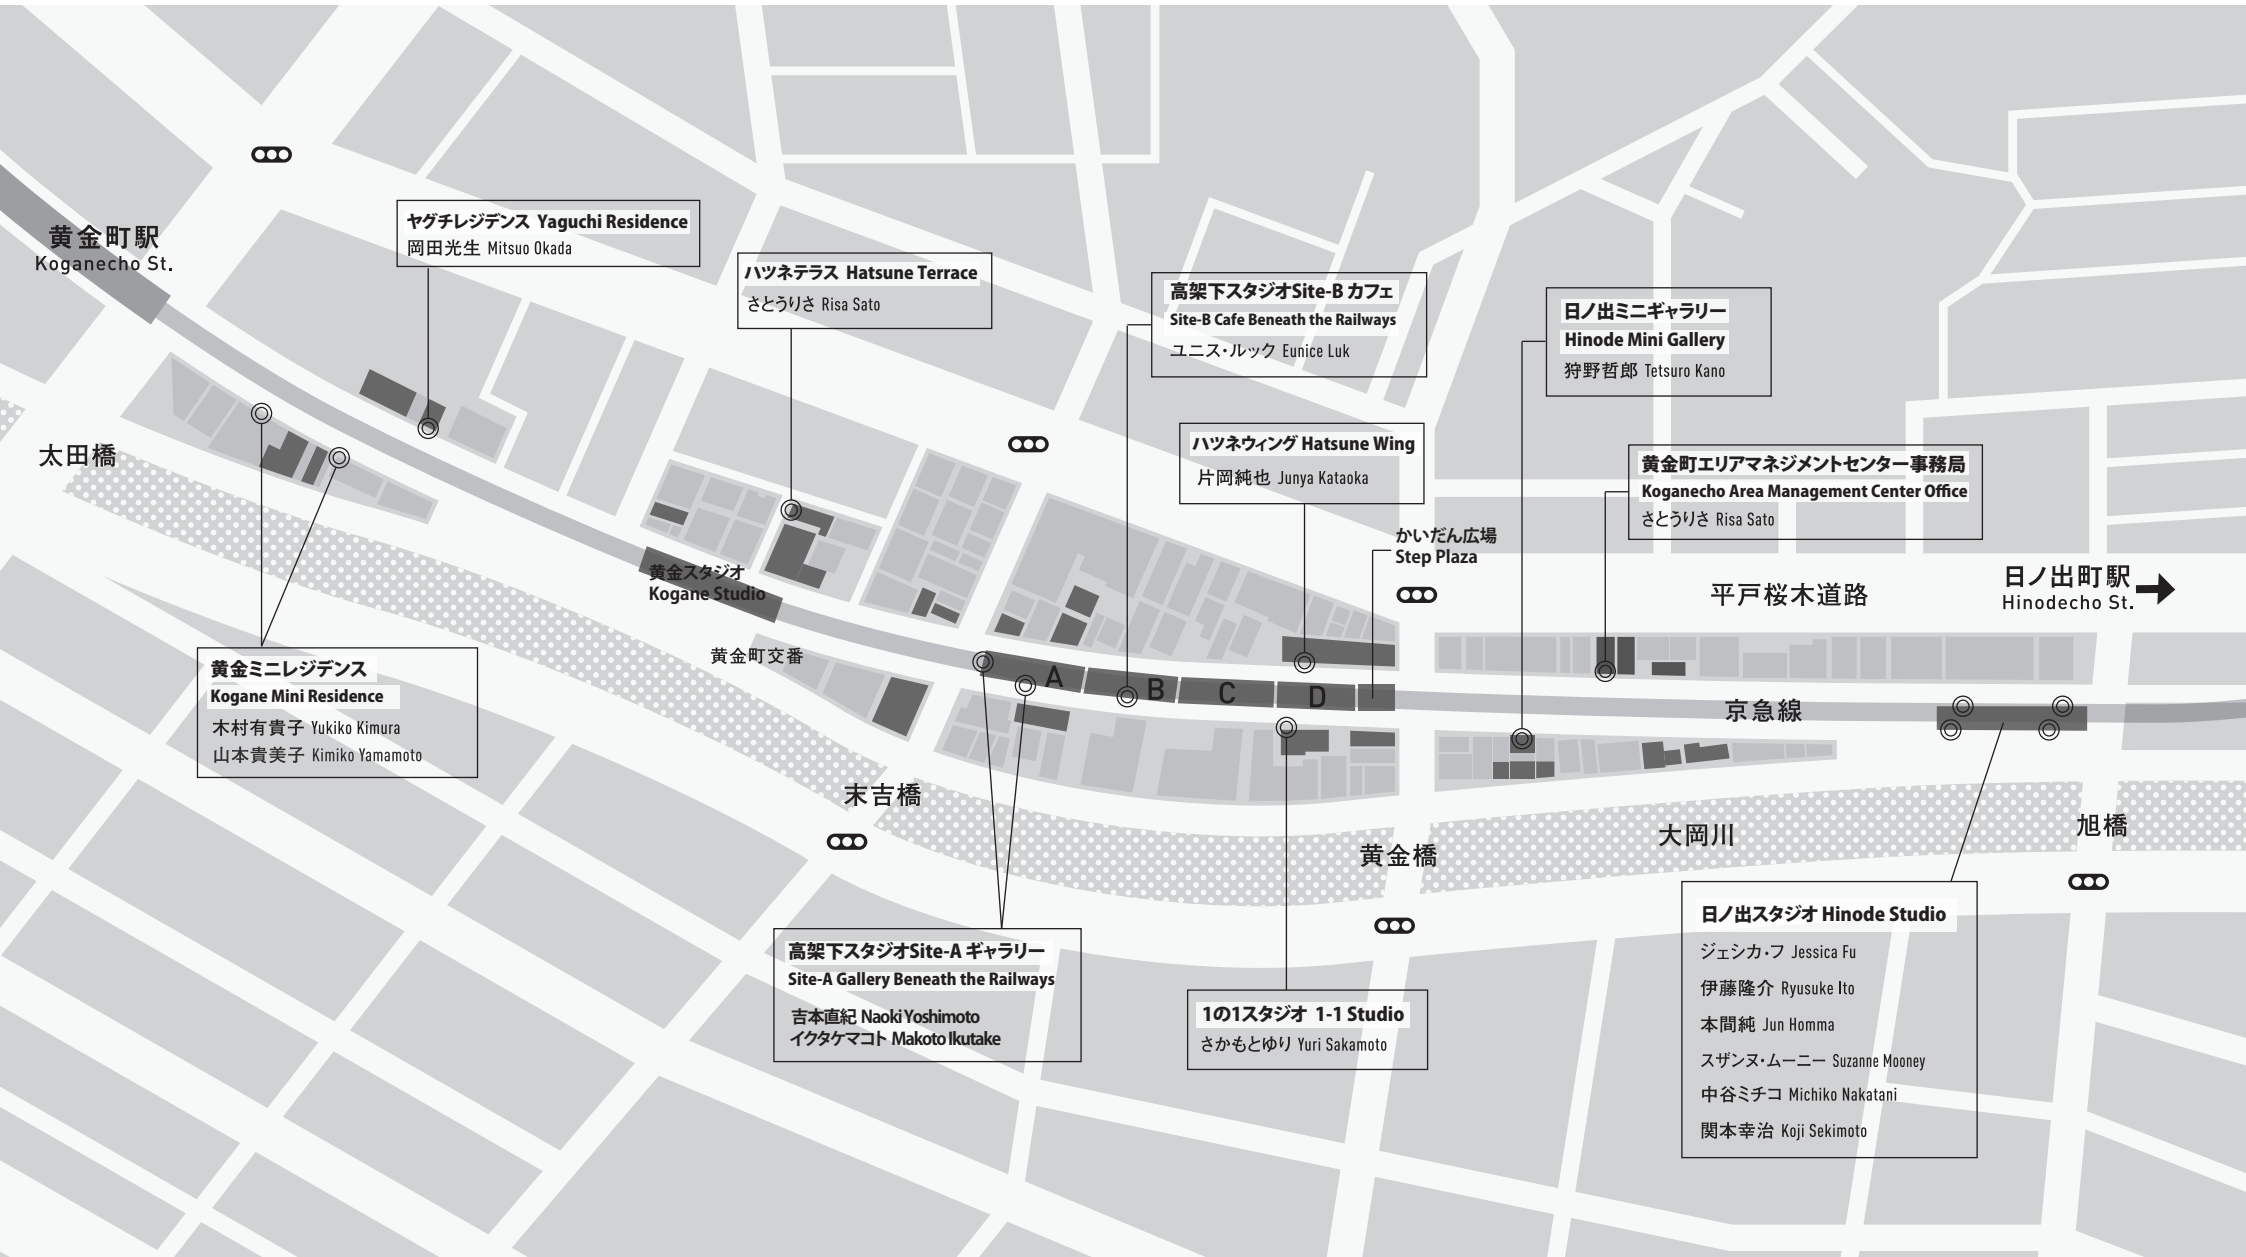 黄金町駅
Koganecho St.
ヤグチレジデンス Yaguchi Residence
岡田光生 Mitsuo Okada
ハツネテラス Hatsune Terrace
さとうりさ Risa Sato
高架下スタジオSite-B カフェ
Site-B Cafe Beneath the Railways
ユニス・ルック Eunice Luk
日ノ出ミニギャラリー
Hinode Mini Gallery
狩野哲郎 Tetsuro Kano
ハツネウィング Hatsune Wing
片岡純也 Junya Kataoka
黄金町エリアマネジメントセンター事務局
Koganecho Area Management Center Office
さとうりさ Risa Sato
かいだん広場
Step Plaza
太田橋
黄金スタジオ
Kogane Studio
平戸桜木道路
日ノ出町駅
Hinodecho St.
黄金町交番
A
B
C
D
京急線
黄金ミニレジデンス
Kogane Mini Residence
木村有貴子 Yukiko Kimura
山本貴美子 Kimiko Yamamoto
末吉橋
黄金橋
大岡川
旭橋
高架下スタジオSite-A ギャラリー
Site-A Gallery Beneath the Railways
吉本直紀 Naoki Yoshimoto
イクタケマコト Makoto Ikutake
1の1スタジオ 1-1 Studio
さかもとゆり Yuri Sakamoto
日ノ出スタジオ Hinode Studio
ジェシカ・フ Jessica Fu
伊藤隆介 Ryusuke Ito
本間純 Jun Homma
スザンヌ・ムーニー Suzanne Mooney
中谷ミチコ Michiko Nakatani
関本幸治 Koji Sekimoto